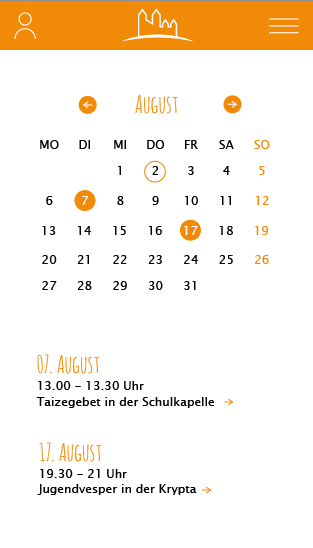 August
MO DI MI DO FR SA SO
1 2 3 4 5
6 7 8 9 10 11 12
13 14 15 16 17 18 19
20 21 22 23 24 25 26
27 28 29 30 31
07. August
13.00 - 13.30 Uhr
Taizegebet in der Schulkapelle
17. August
19.30 - 21 Uhr
Jugendvesper in der Krypta